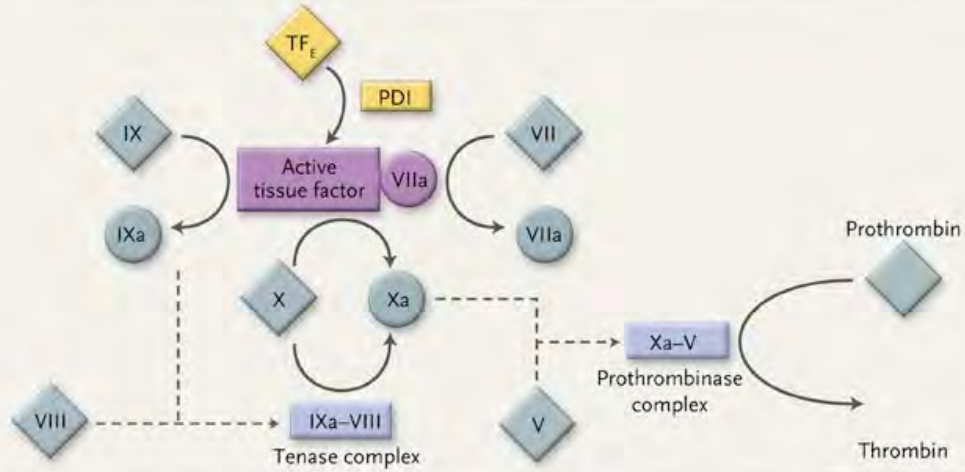 TFE
PDI
IX
VII
Active
tissue factor
VIIa
IXa
VIIa
Prothrombin
X
Xa
Xa–V
Prothrombinase
complex
VIII
IXa–VIII
V
Tenase complex
Thrombin